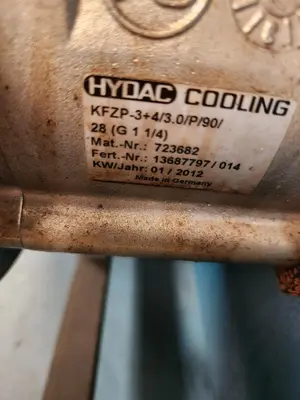 HYDAC COOLING
KFZP-3+4/3.0/P/90/
28 (G 1 1/4)
Mat.-Nr.: 723682
Fert.-Nr.: 13687797/014
KW/Jahr: 01/2012
Made in Germany